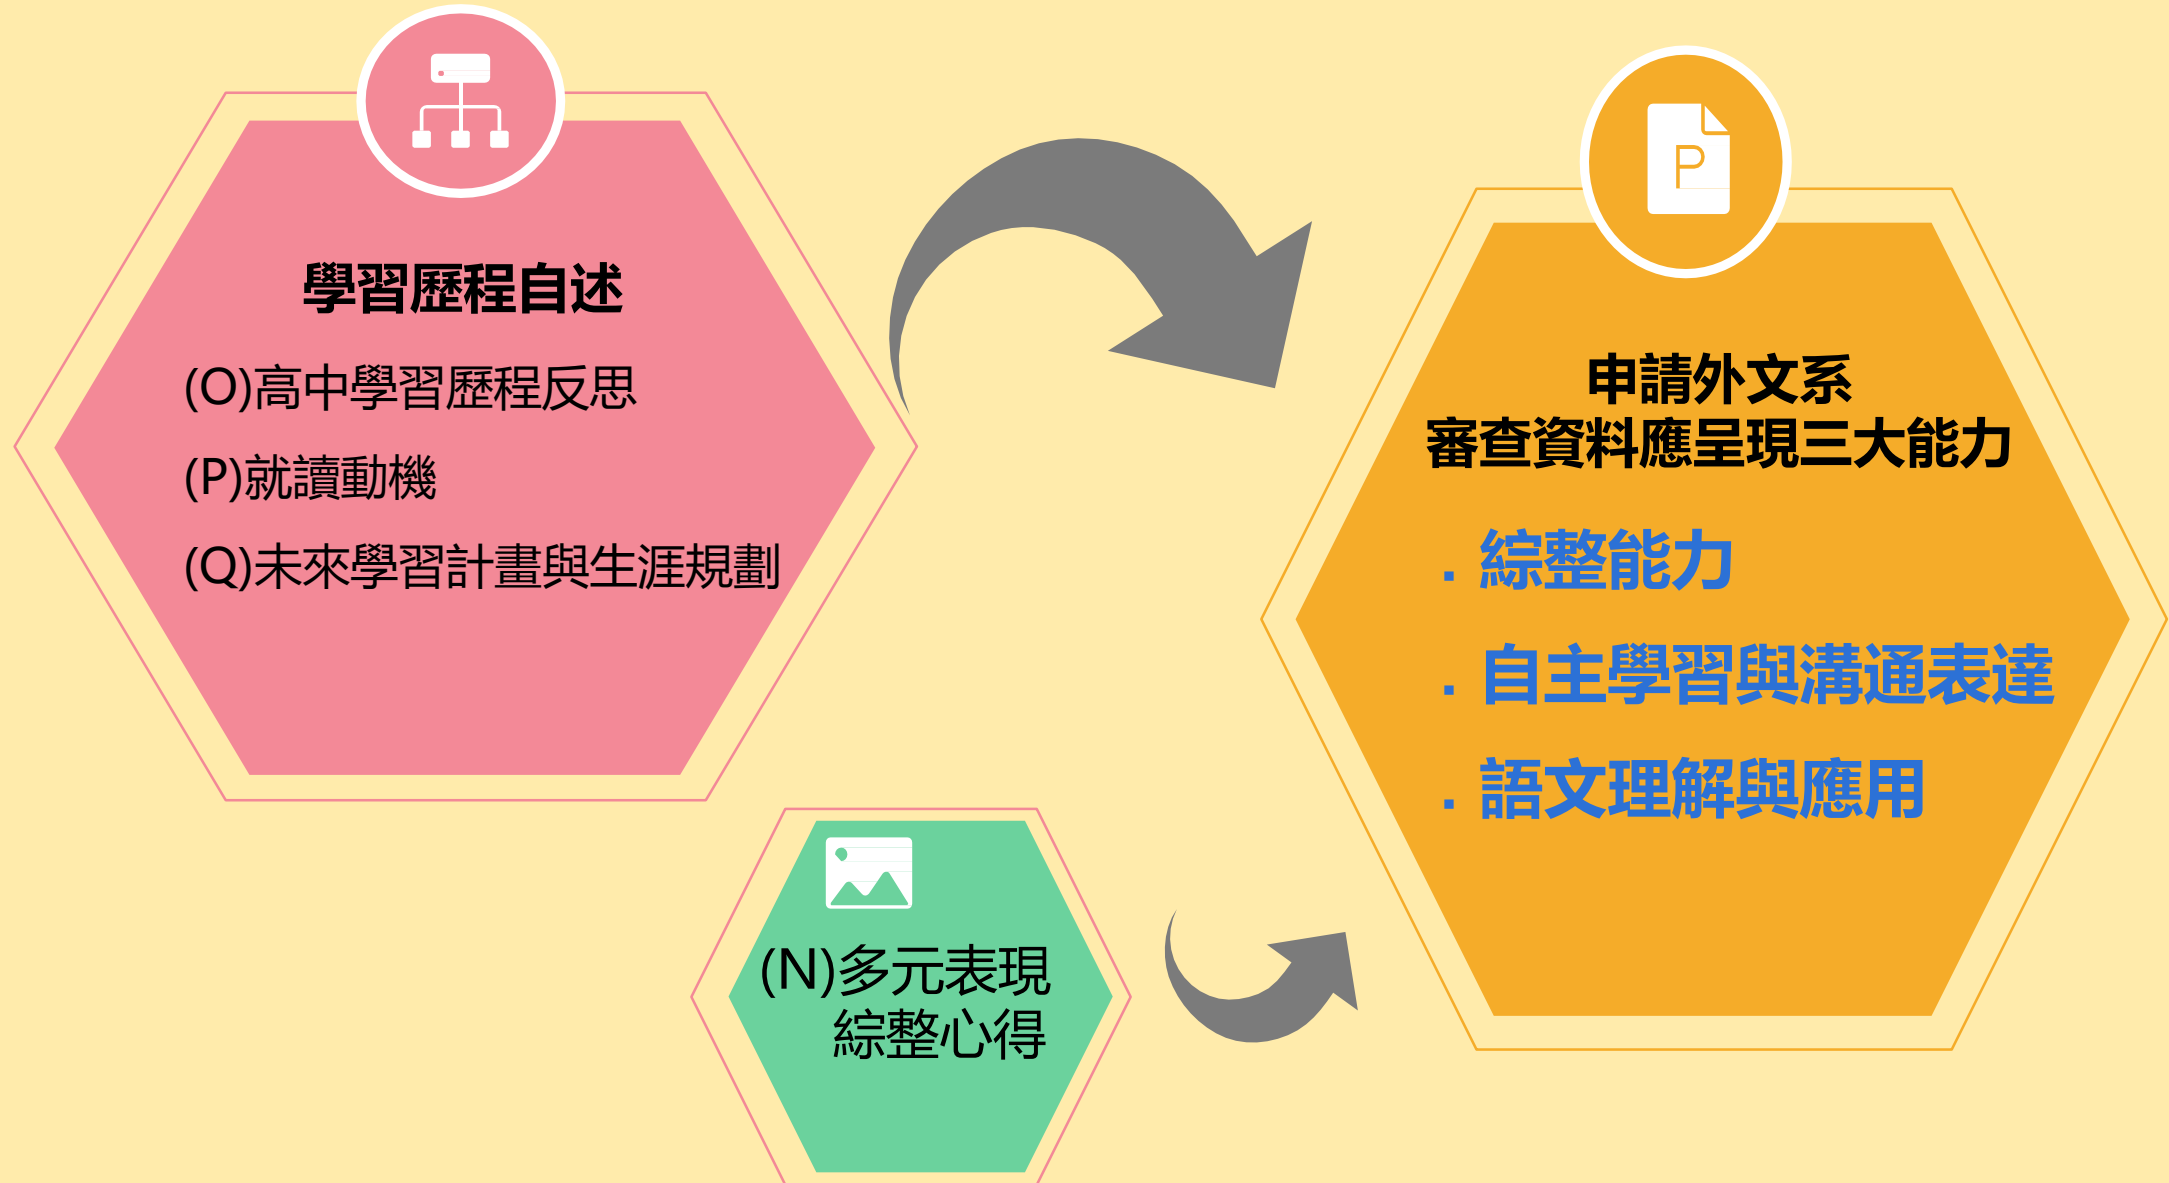 學習歷程自述
(O)高中學習歷程反思
(P)就讀動機
(Q)未來學習計畫與生涯規劃
(N)多元表現
綜整心得
P
申請外文系
審查資料應呈現三大能力
. 綜整能力
. 自主學習與溝通表達
. 語文理解與應用